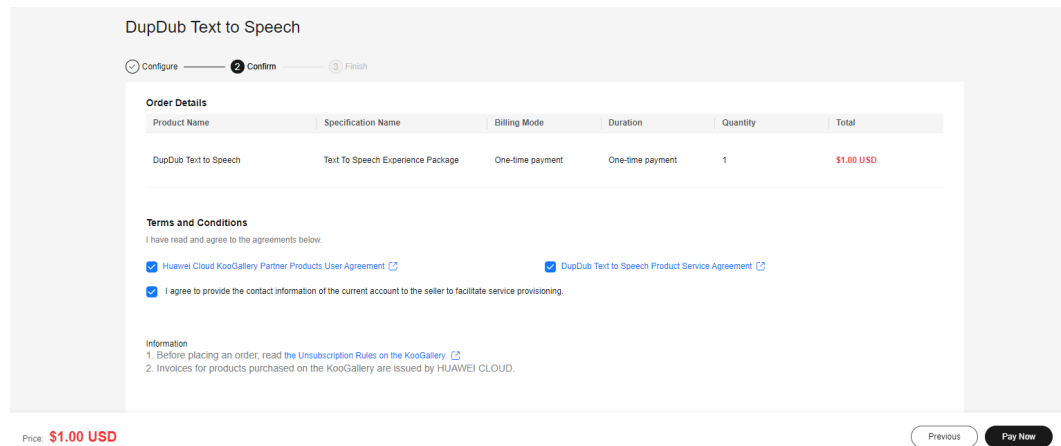 DupDub Text to Speech
Configure 2 Confirm 3 Finish
Order Details
Product Name Specification Name Billing Mode Duration Quantity Total
DupDub Text to Speech Text To Speech Experience Package One-time payment One-time payment 1 $1.00 USD
Terms and Conditions
I have read and agree to the agreements below.
Huawei Cloud KooGallery Partner Products User Agreement DupDub Text to Speech Product Service Agreement
I agree to provide the contact information of the current account to the seller to facilitate service provisioning.
Information
1. Before placing an order, read the Unsubscription Rules on the KooGallery.
2. Invoices for products purchased on the KooGallery are issued by HUAWEI CLOUD.
Price: $1.00 USD Previous Pay Now